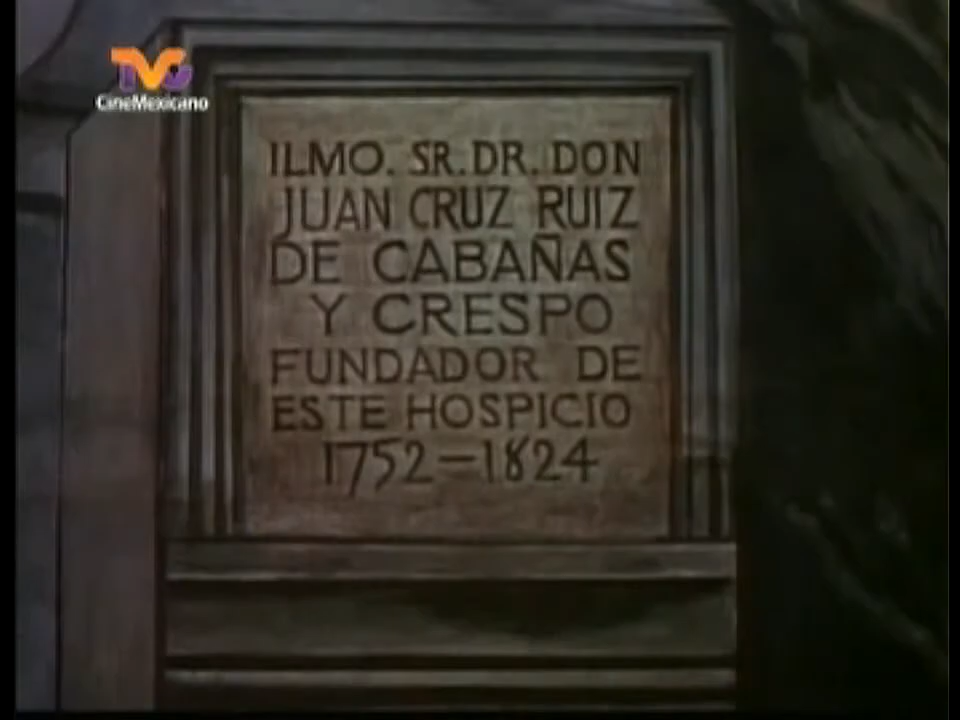 TVC
CineMexicano
ILMO. SR. DR. DON
JUAN CRUZ RUIZ
DE CABAÑAS
Y CRESPO
FUNDADOR DE
ESTE HOSPICIO
1752-1824